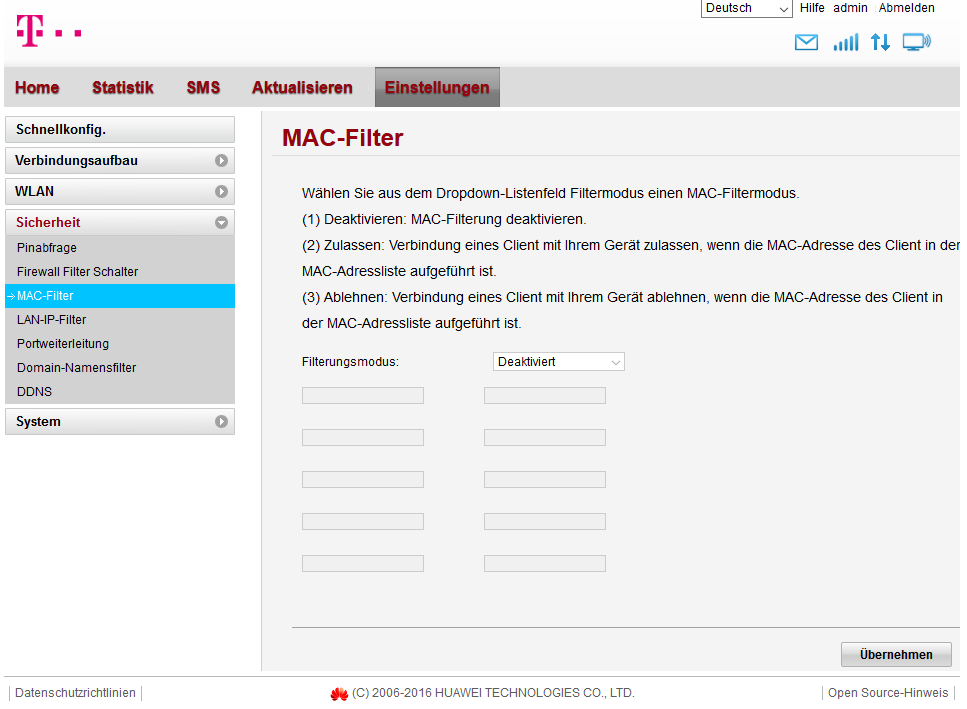 Deutsch Hilfe admin Abmelden
T
Home Statistik SMS Aktualisieren Einstellungen
Schnellkonfig.
Verbindungsaufbau
WLAN
Sicherheit
Pinabfrage
Firewall Filter Schalter
MAC-Filter
LAN-IP-Filter
Portweiterleitung
Domain-Namensfilter
DDNS
System
MAC-Filter
Wählen Sie aus dem Dropdown-Listenfeld Filtermodus einen MAC-Filtermodus.
(1) Deaktivieren: MAC-Filterung deaktivieren.
(2) Zulassen: Verbindung eines Client mit Ihrem Gerät zulassen, wenn die MAC-Adresse des Client in der
MAC-Adressliste aufgeführt ist.
(3) Ablehnen: Verbindung eines Client mit Ihrem Gerät ablehnen, wenn die MAC-Adresse des Client in
der MAC-Adressliste aufgeführt ist.
Filterungsmodus: Deaktiviert
Übernehmen
Datenschutzrichtlinien (C) 2006-2016 HUAWEI TECHNOLOGIES CO., LTD. Open Source-Hinweis